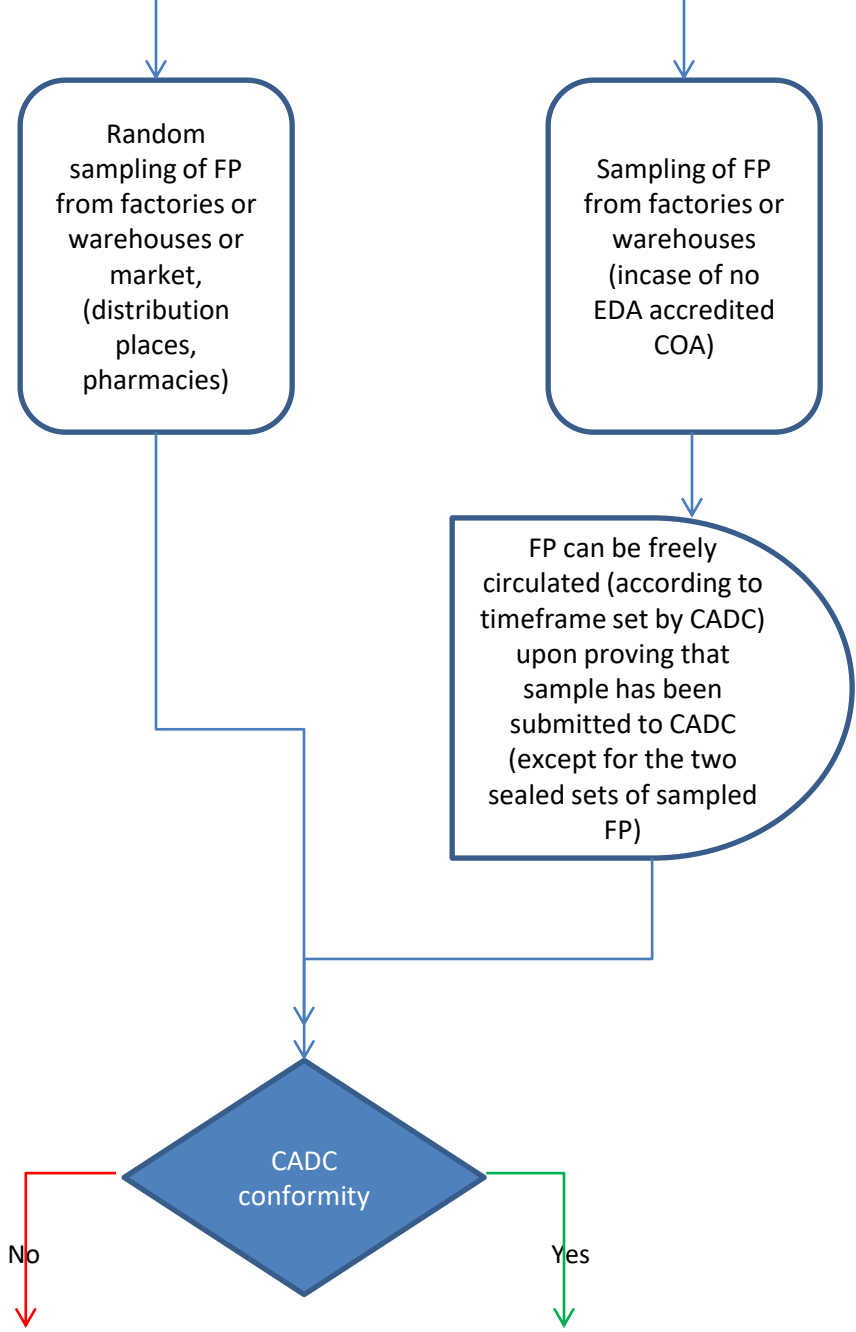 Random
sampling of FP
from factories or
warehouses or
market,
(distribution
places,
pharmacies)
Sampling of FP
from factories or
warehouses
(incase of no
EDA accredited
COA)
FP can be freely
circulated (according to
timeframe set by CADC)
upon proving that
sample has been
submitted to CADC
(except for the two
sealed sets of sampled
FP)
CADC
conformity
No
Yes